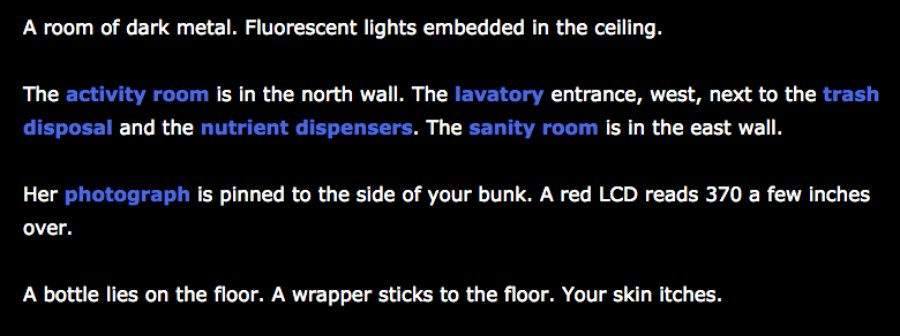 A room of dark metal. Fluorescent lights embedded in the ceiling.
The activity room is in the north wall. The lavatory entrance, west, next to the trash
disposal and the nutrient dispensers. The sanity room is in the east wall.
Her photograph is pinned to the side of your bunk. A red LCD reads 370 a few inches
over.
A bottle lies on the floor. A wrapper sticks to the floor. Your skin itches.